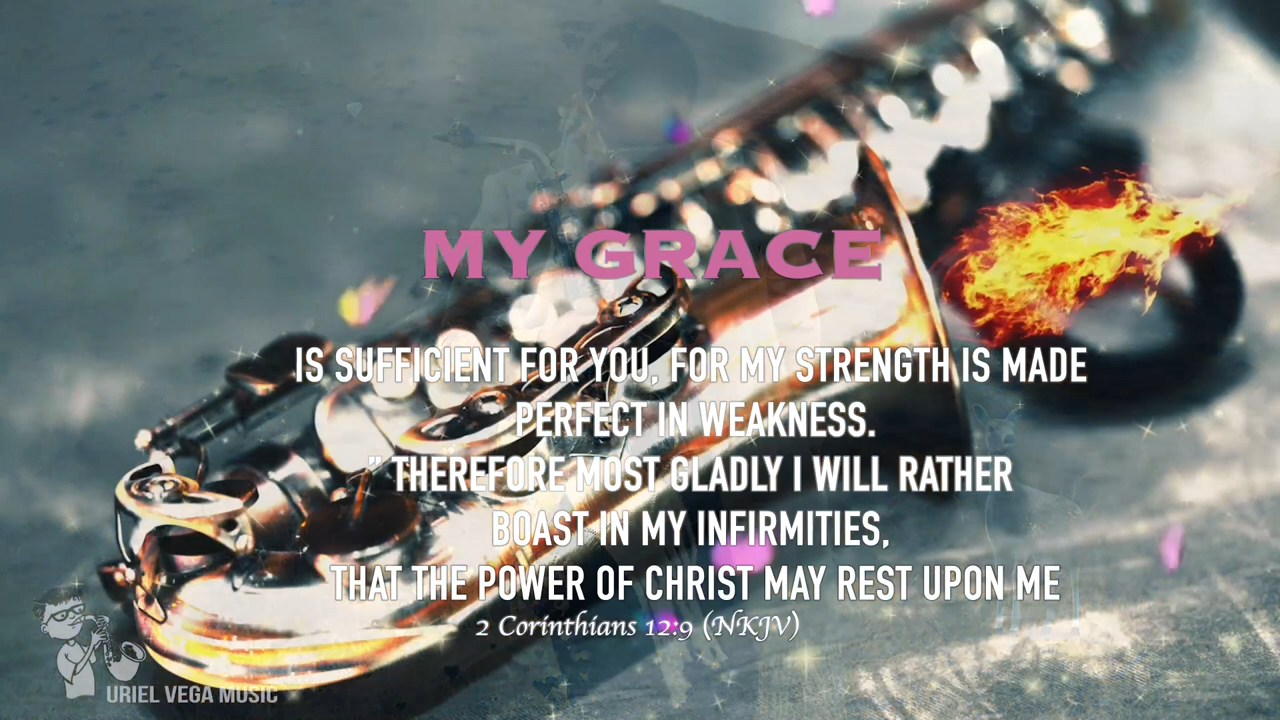 MY GRACE
IS SUFFICIENT FOR YOU, FOR MY STRENGTH IS MADE
PERFECT IN WEAKNESS.
" THEREFORE MOST GLADLY I WILL RATHER
BOAST IN MY INFIRMITIES,
THAT THE POWER OF CHRIST MAY REST UPON ME
2 Corinthians 12:9 (NKJV)
URIEL VEGA MUSIC